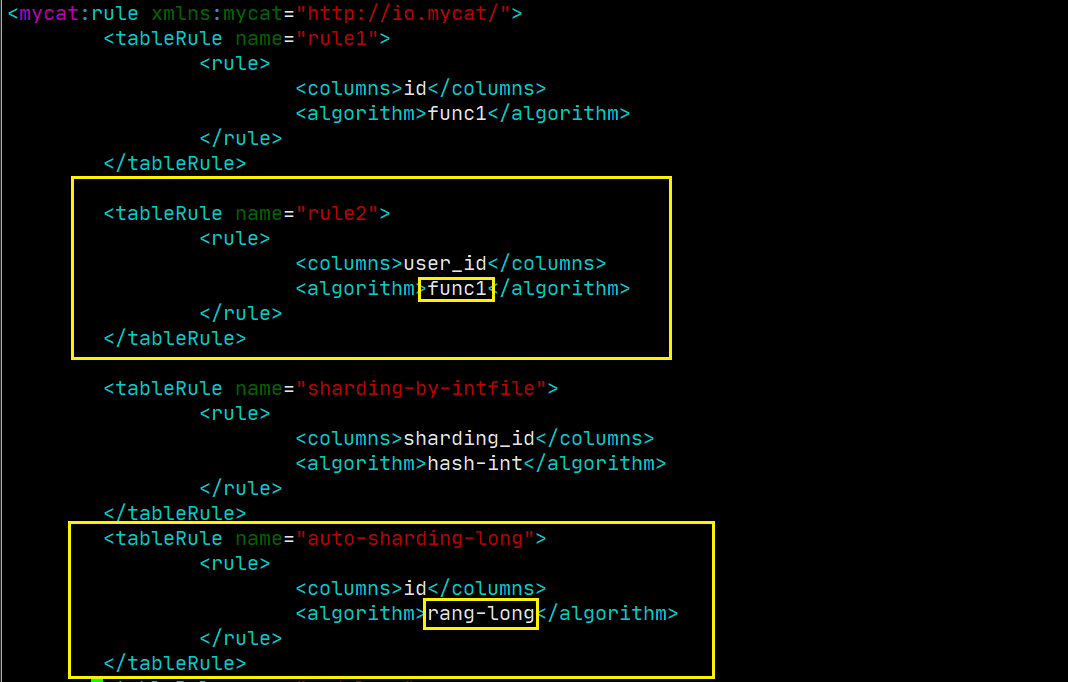 <mycat:rule xmlns:mycat="http://io.mycat/">
<tableRule name="rule1">
<rule>
<columns>id</columns>
<algorithm>func1</algorithm>
</rule>
</tableRule>
<tableRule name="rule2">
<rule>
<columns>user_id</columns>
<algorithm>func1</algorithm>
</rule>
</tableRule>
<tableRule name="sharding-by-intfile">
<rule>
<columns>sharding_id</columns>
<algorithm>hash-int</algorithm>
</rule>
</tableRule>
<tableRule name="auto-sharding-long">
<rule>
<columns>id</columns>
<algorithm>rang-long</algorithm>
</rule>
</tableRule>